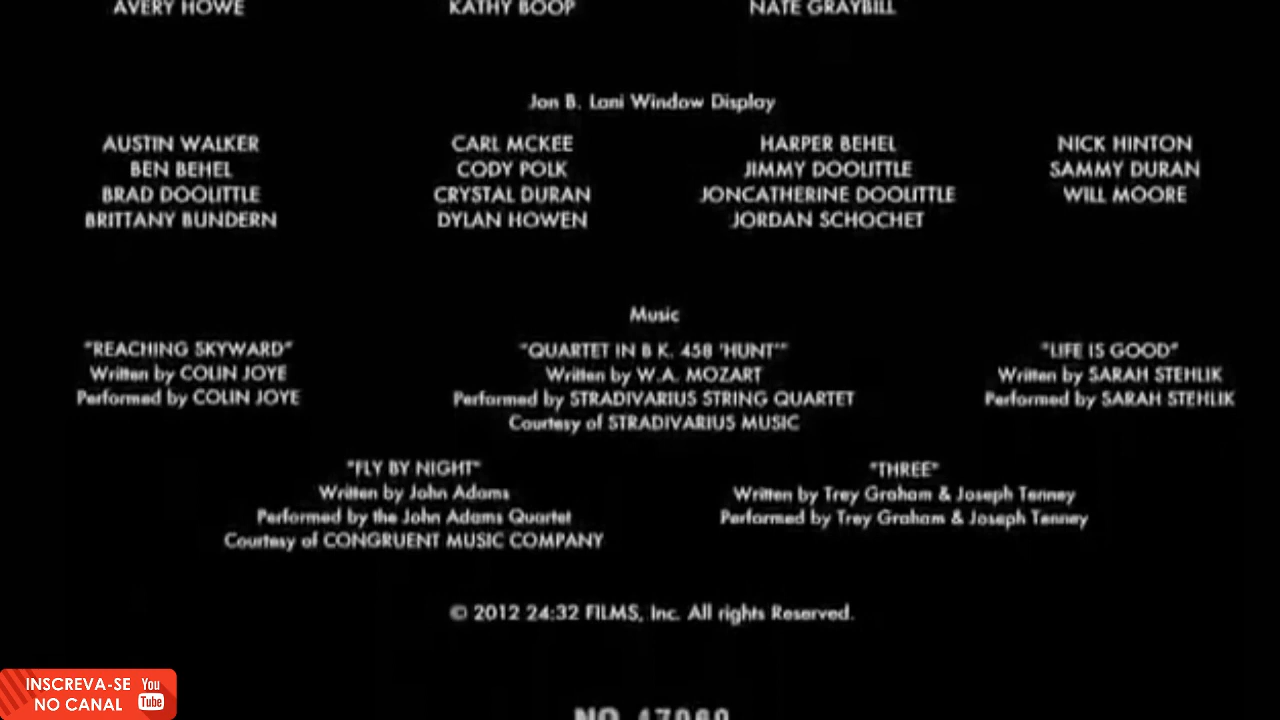 AVERY HOWE KATHY BOOP NATE GRAYBILL
Jon B. Lani Window Display
AUSTIN WALKER CARL MCKEE HARPER BEHEL NICK HINTON
BEN BEHEL CODY POLK JIMMY DOOLITTLE SAMMY DURAN
BRAD DOOLITTLE CRYSTAL DURAN JONCATHERINE DOOLITTLE WILL MOORE
BRITTANY BUNDERN DYLAN HOWEN JORDAN SCHOCHET
Music
"REACHING SKYWARD"
Written by COLIN JOYE
Performed by COLIN JOYE
"QUARTET IN B K. 458 'HUNT'"
Written by W.A. MOZART
Performed by STRADIVARIUS STRING QUARTET
Courtesy of STRADIVARIUS MUSIC
"LIFE IS GOOD"
Written by SARAH STEHLIK
Performed by SARAH STEHLIK
"FLY BY NIGHT"
Written by John Adams
Performed by the John Adams Quartet
Courtesy of CONGRUENT MUSIC COMPANY
"THREE"
Written by Trey Graham & Joseph Tenney
Performed by Trey Graham & Joseph Tenney
© 2012 24:32 FILMS, Inc. All rights Reserved.
INSCREVA-SE
NO CANAL
You
Tube
NO.